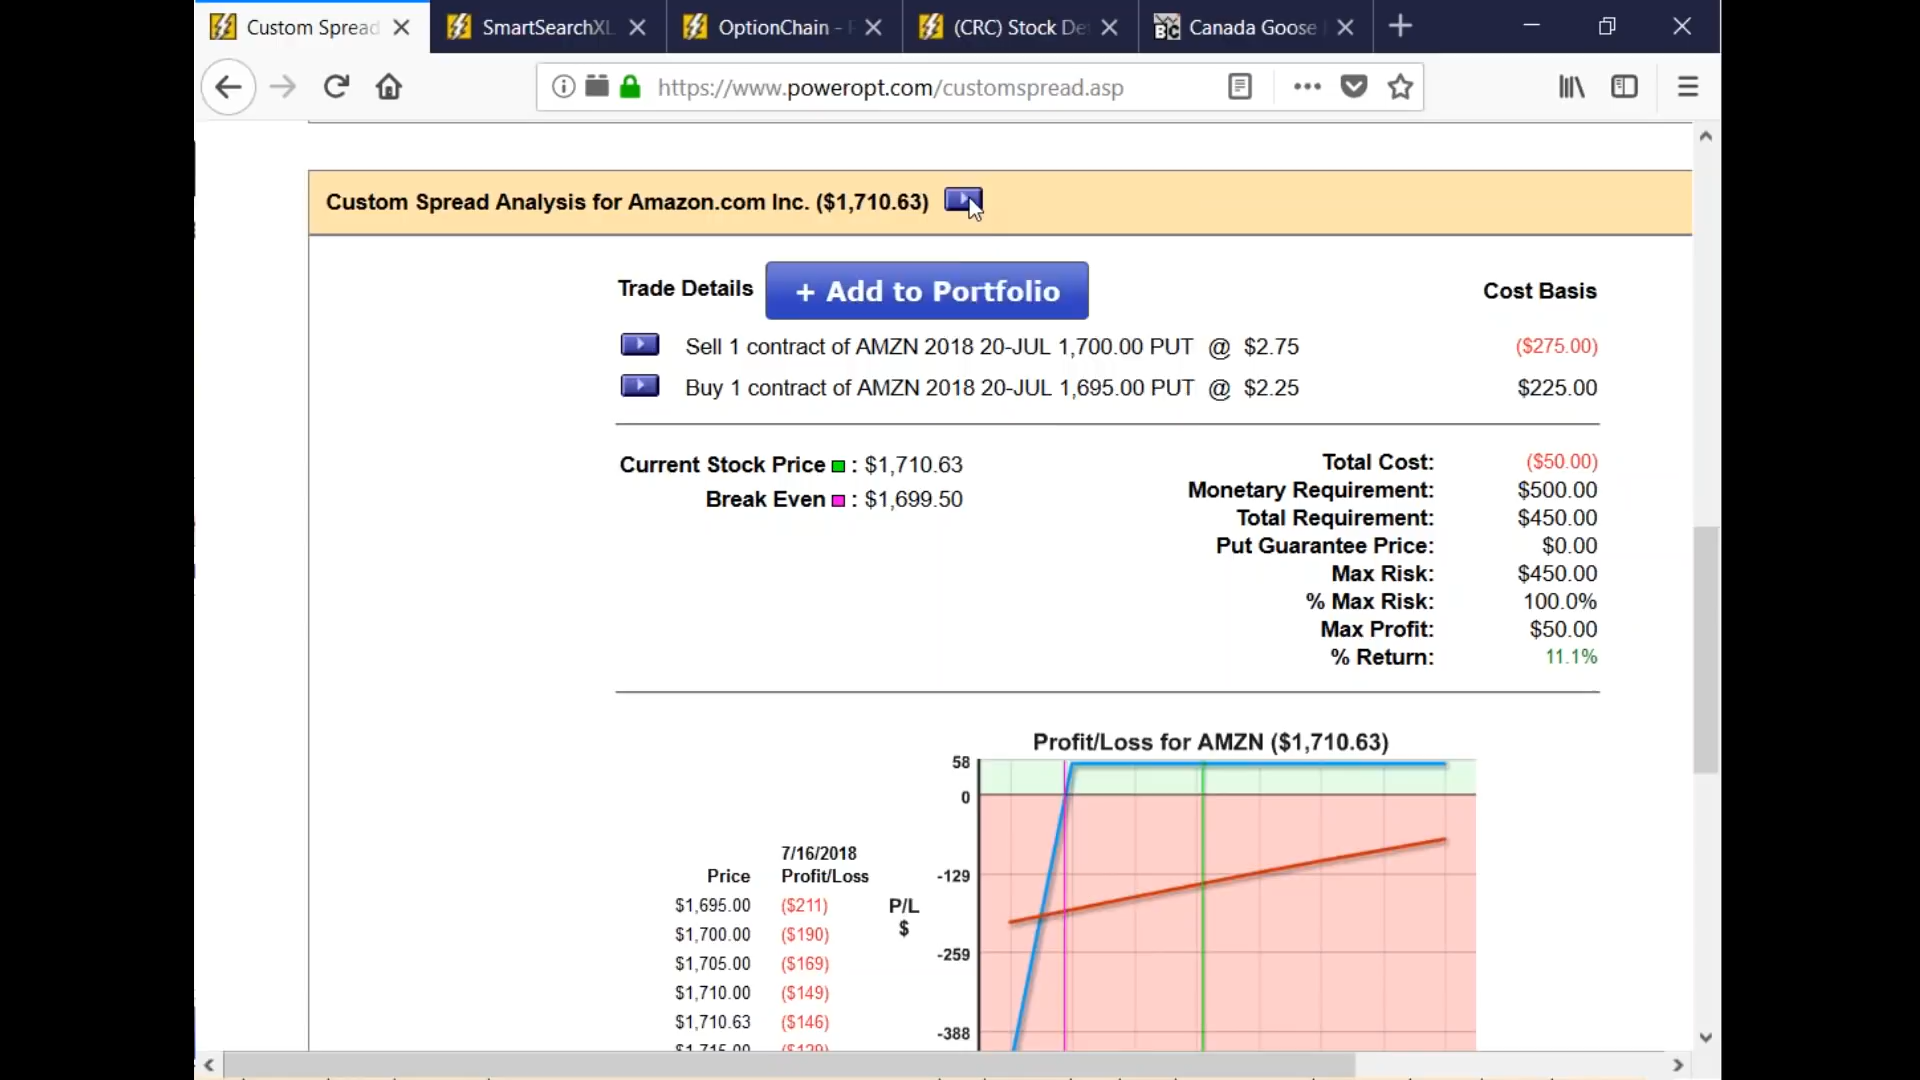 Custom Spread
SmartSearchXL
OptionChain -
(CRC) Stock De
Canada Goose
https://www.poweropt.com/customspread.asp
Custom Spread Analysis for Amazon.com Inc. ($1,710.63)
Trade Details
+ Add to Portfolio
Cost Basis
Sell 1 contract of AMZN 2018 20-JUL 1,700.00 PUT @ $2.75 ($275.00)
Buy 1 contract of AMZN 2018 20-JUL 1,695.00 PUT @ $2.25 $225.00
Current Stock Price : $1,710.63
Break Even : $1,699.50
Total Cost: ($50.00)
Monetary Requirement: $500.00
Total Requirement: $450.00
Put Guarantee Price: $0.00
Max Risk: $450.00
% Max Risk: 100.0%
Max Profit: $50.00
% Return: 11.1%
Profit/Loss for AMZN ($1,710.63)
58
0
-129
-259
-388
P/L
$
7/16/2018
Price Profit/Loss
$1,695.00 ($211)
$1,700.00 ($190)
$1,705.00 ($169)
$1,710.00 ($149)
$1,710.63 ($146)
$1,715.00 ($129)